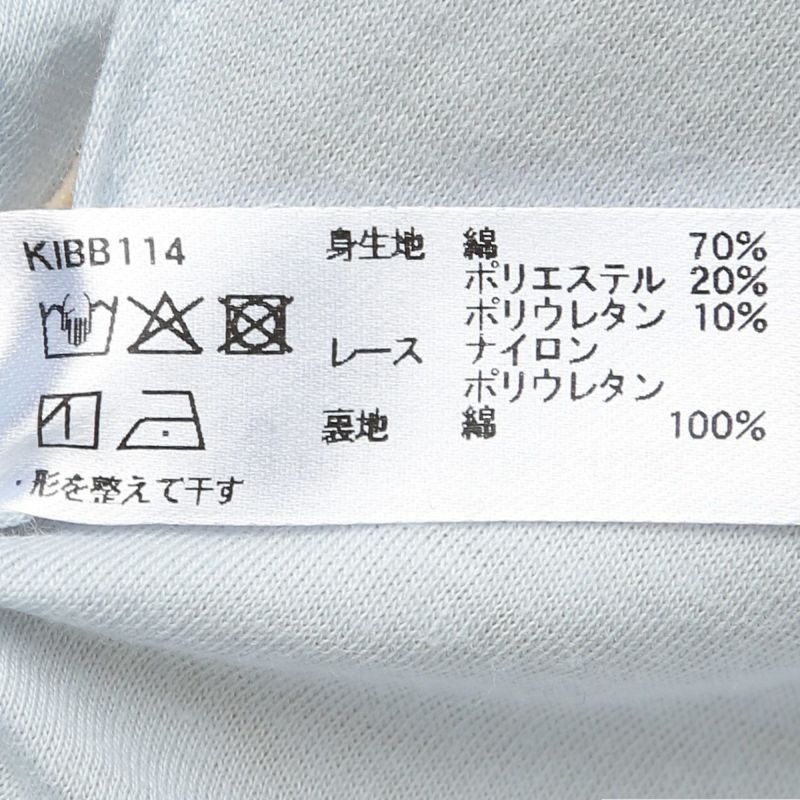 KIBB114
身生地 綿 70%
ポリエステル 20%
ポリウレタン 10%
レース ナイロン
ポリウレタン
裏地 綿 100%
・形を整えて干す